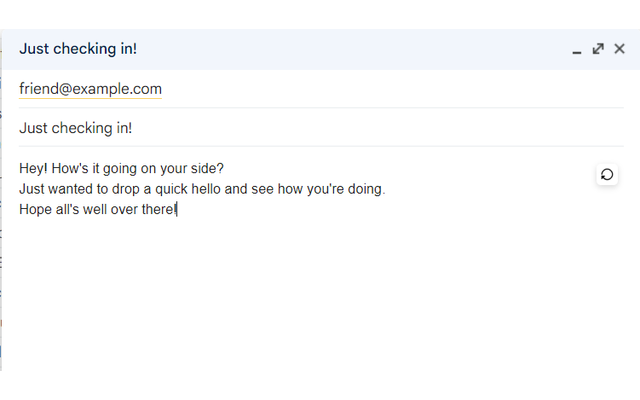 Just checking in!
friend@example.com
Just checking in!
Hey! How's it going on your side?
Just wanted to drop a quick hello and see how you're doing.
Hope all's well over there!